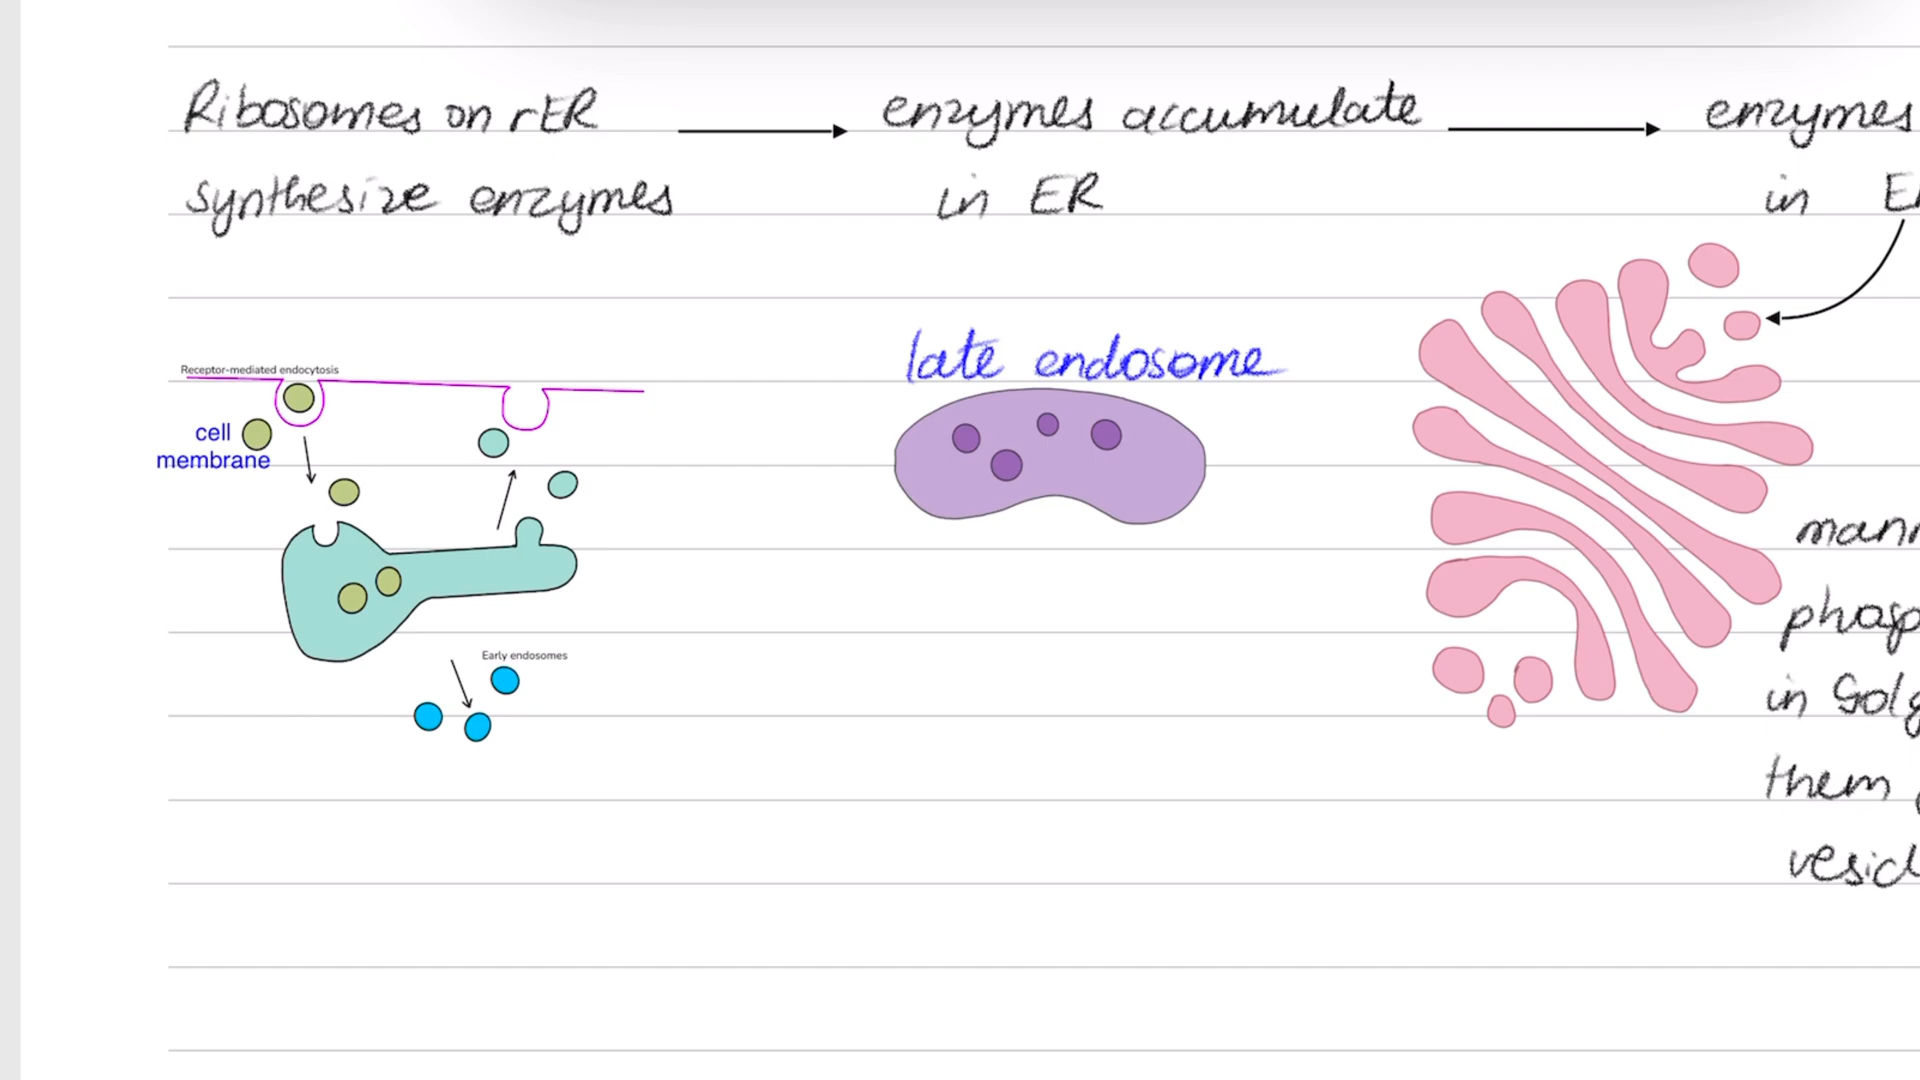 Ribosomes on rER
synthesize enzymes
enzymes accumulate
in ER
enzymes
in
Receptor-mediated endocytosis
cell
membrane
Early endosomes
late endosome
in
them